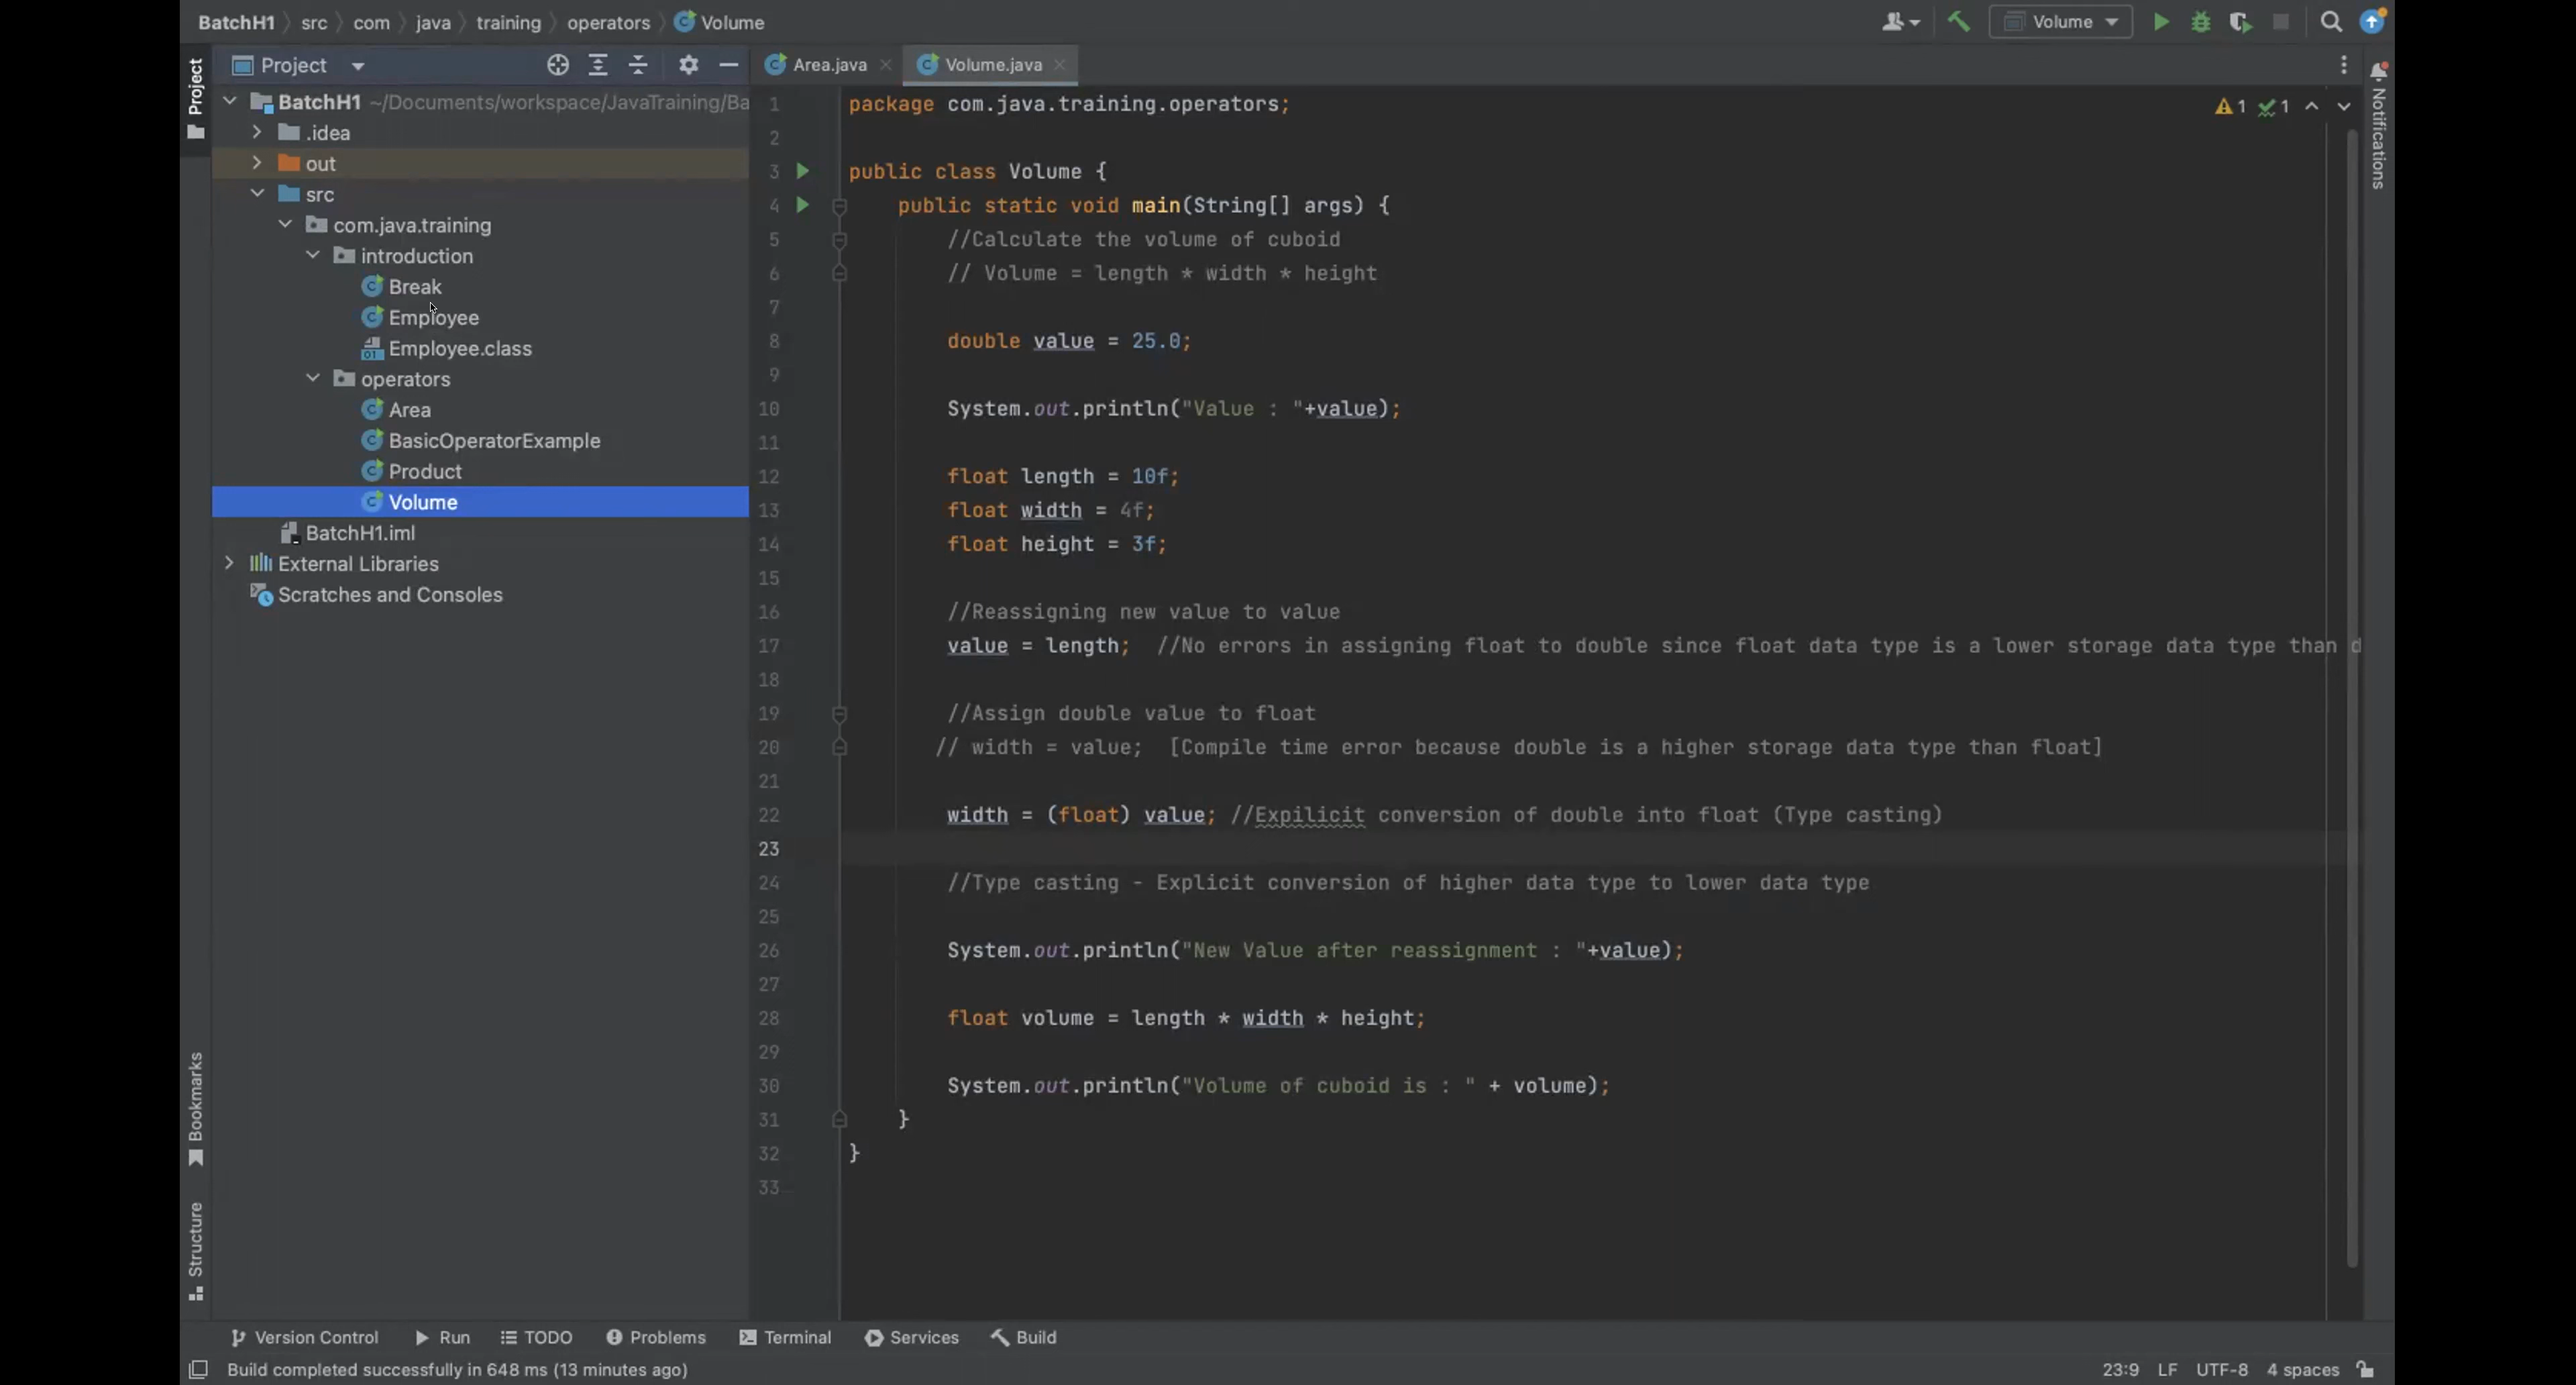 BatchH1 src com java training operators Volume
Volume
Project
Project
Area.java
Volume.java
Notifications
BatchH1 ~/Documents/workspace/JavaTraining/Ba
.idea
out
src
com.java.training
introduction
Break
Employee
Employee.class
operators
Area
BasicOperatorExample
Product
Volume
BatchH1.iml
External Libraries
Scratches and Consoles
Bookmarks
Structure
1 1
1 package com.java.training.operators;
2
3 public class Volume {
4 public static void main(String[] args) {
5 //Calculate the volume of cuboid
6 // Volume = length * width * height
7
8 double value = 25.0;
9
10 System.out.println("Value : "+value);
11
12 float length = 10f;
13 float width = 4f;
14 float height = 3f;
15
16 //Reassigning new value to value
17 value = length; //No errors in assigning float to double since float data type is a lower storage data type than d
18
19 //Assign double value to float
20 // width = value; [Compile time error because double is a higher storage data type than float]
21
22 width = (float) value; //Expilicit conversion of double into float (Type casting)
23
24 //Type casting - Explicit conversion of higher data type to lower data type
25
26 System.out.println("New Value after reassignment : "+value);
27
28 float volume = length * width * height;
29
30 System.out.println("Volume of cuboid is : " + volume);
31 }
32 }
33
Version Control Run TODO Problems Terminal Services Build
Build completed successfully in 648 ms (13 minutes ago)
23:9 LF UTF-8 4 spaces